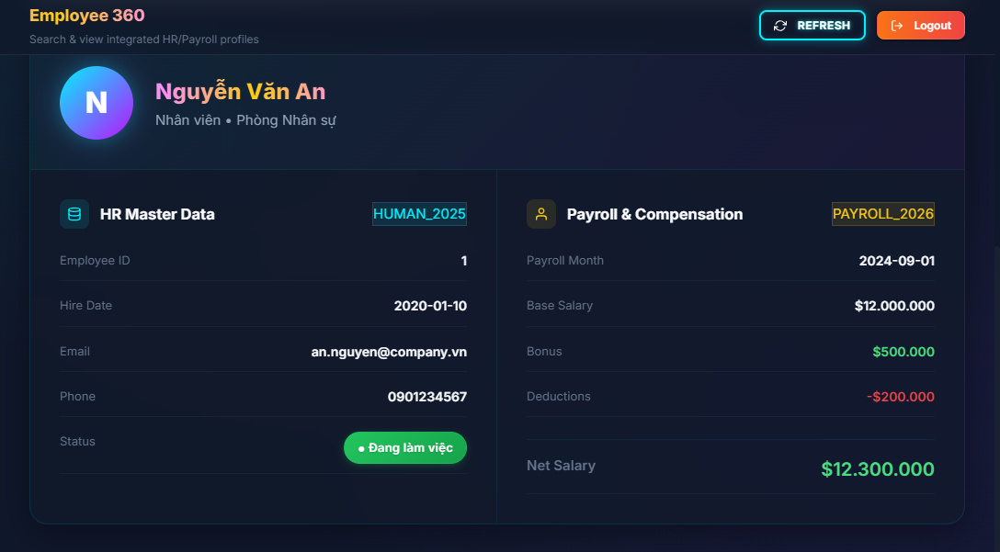 Employee 360
Search & view integrated HR/Payroll profiles
REFRESH
Logout
N
Nguyễn Văn An
Nhân viên • Phòng Nhân sự
HR Master Data
HUMAN_2025
Employee ID
1
Hire Date
2020-01-10
Email
an.nguyen@company.vn
Phone
0901234567
Status
● Đang làm việc
Payroll & Compensation
PAYROLL_2026
Payroll Month
2024-09-01
Base Salary
$12.000.000
Bonus
$500.000
Deductions
-$200.000
Net Salary
$12.300.000